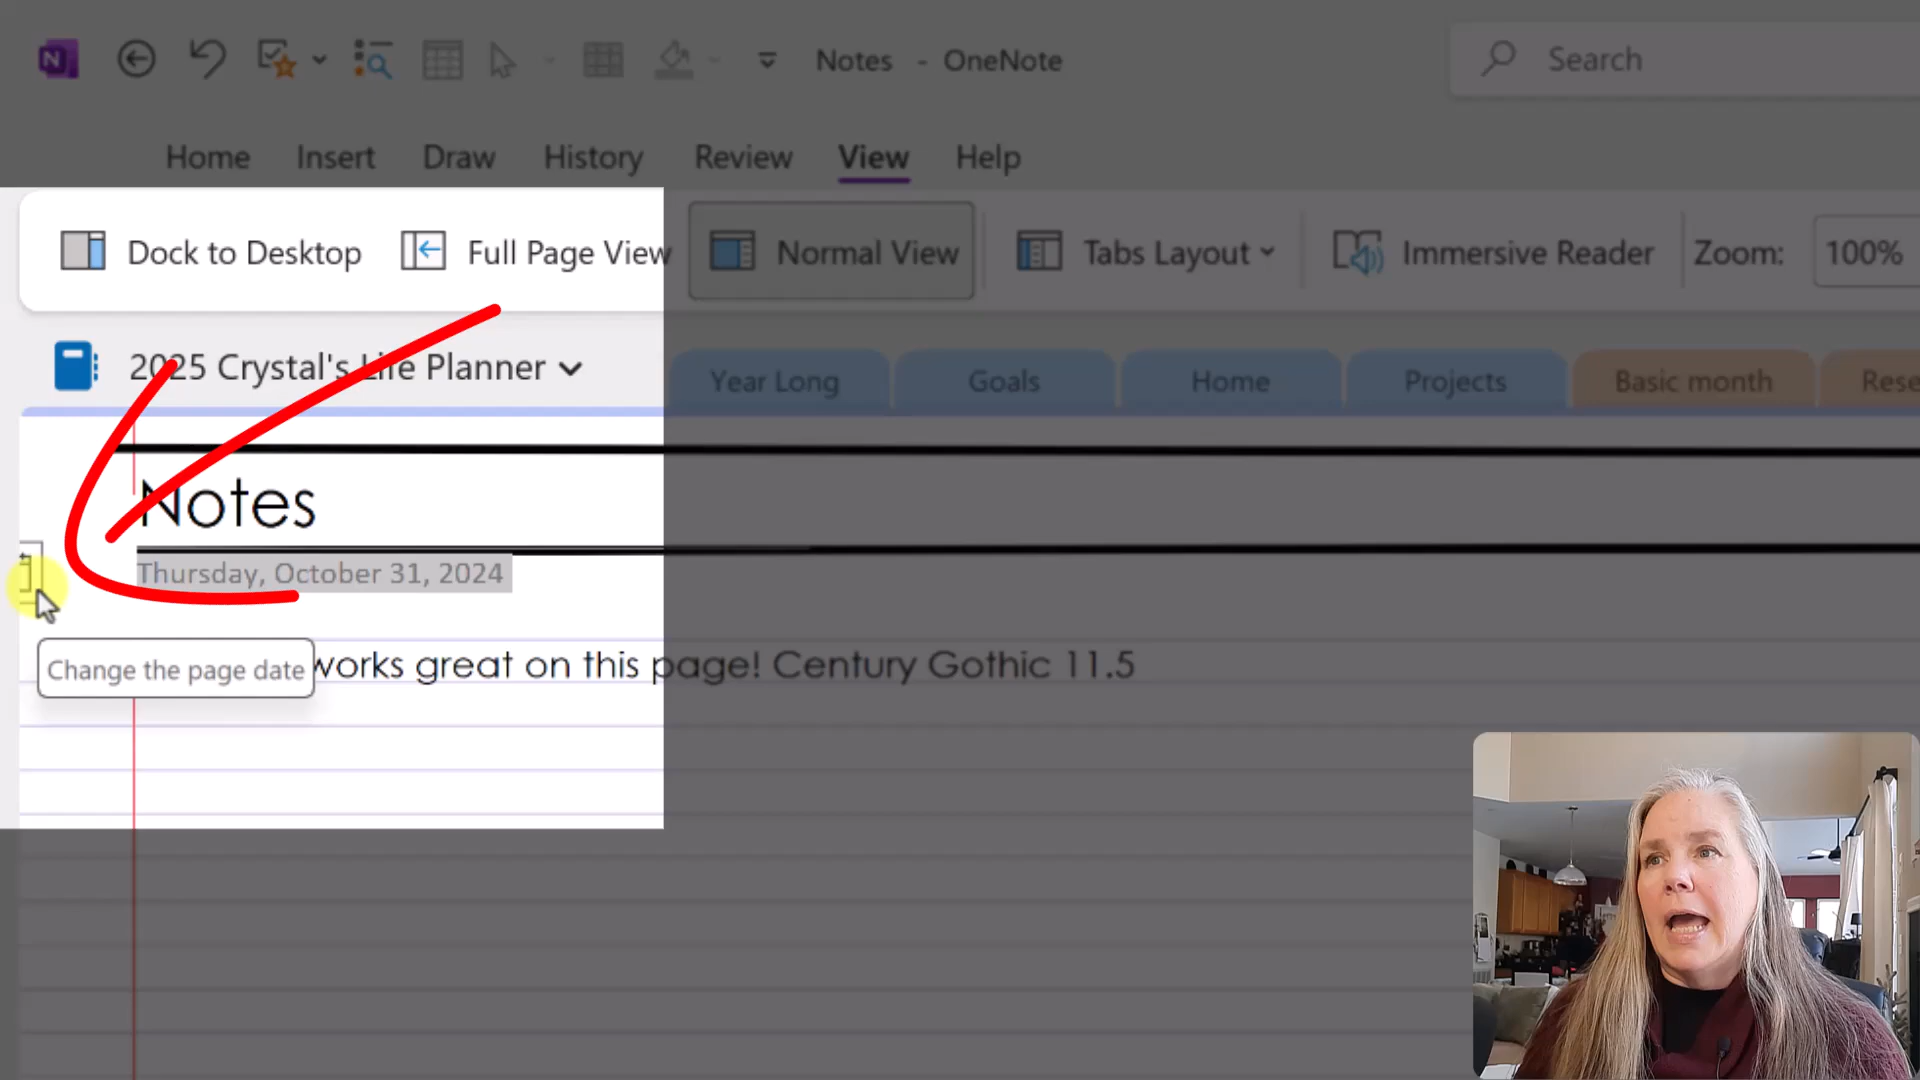 Notes - OneNote
Search
Home Insert Draw History Review View Help
Dock to Desktop Full Page View Normal View Tabs Layout Immersive Reader Zoom: 100%
2025 Crystal's Life Planner
Year Long Goals Home Projects Basic month
Notes
Thursday, October 31, 2024
works great on this page! Century Gothic 11.5
Change the page date